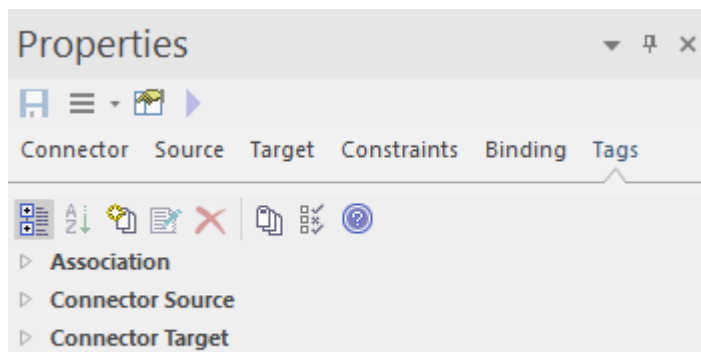 Properties
Connector Source Target Constraints Binding Tags
Association
Connector Source
Connector Target